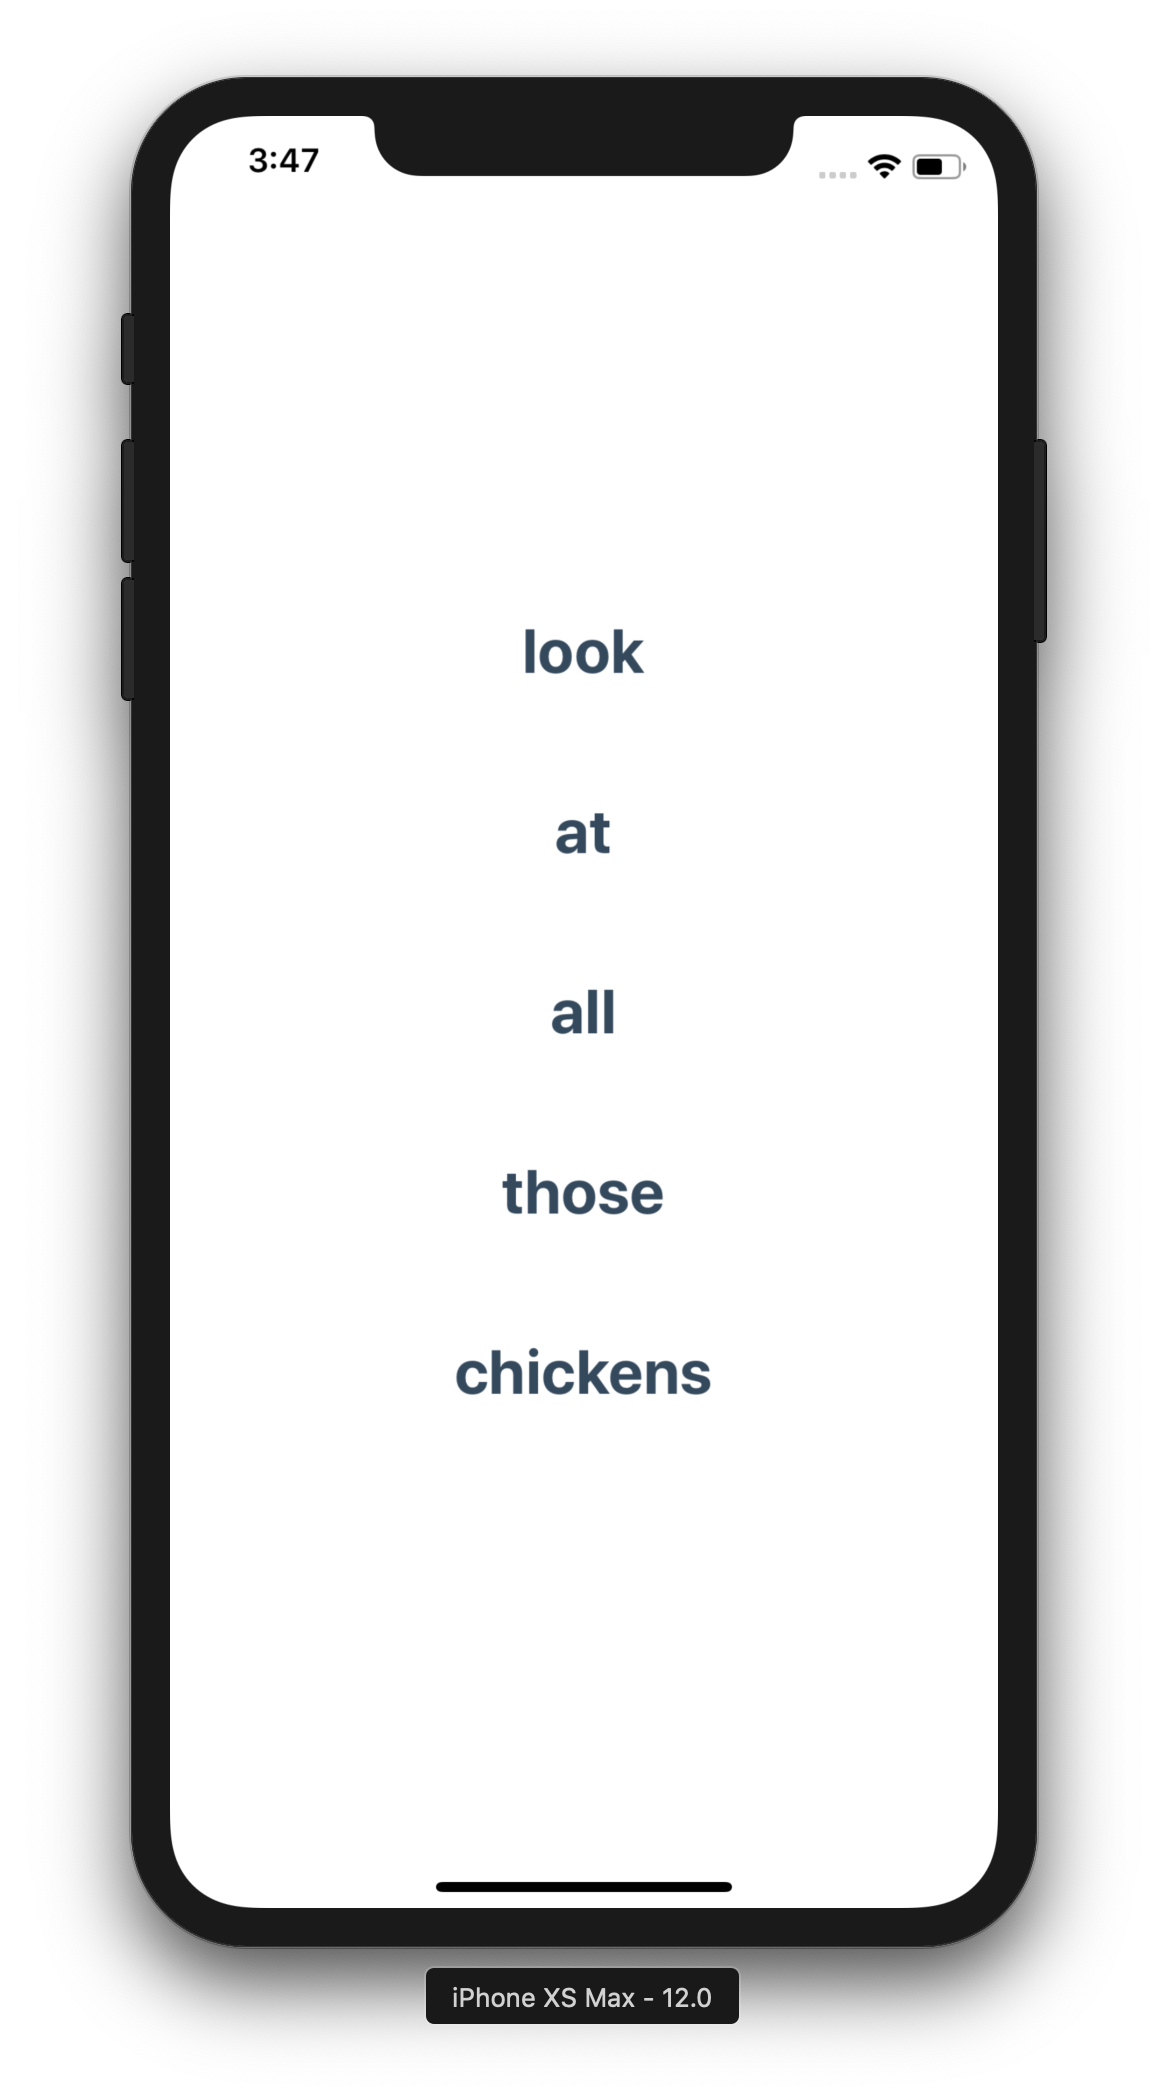 3:47
look
at
all
those
chickens
iPhone XS Max - 12.0